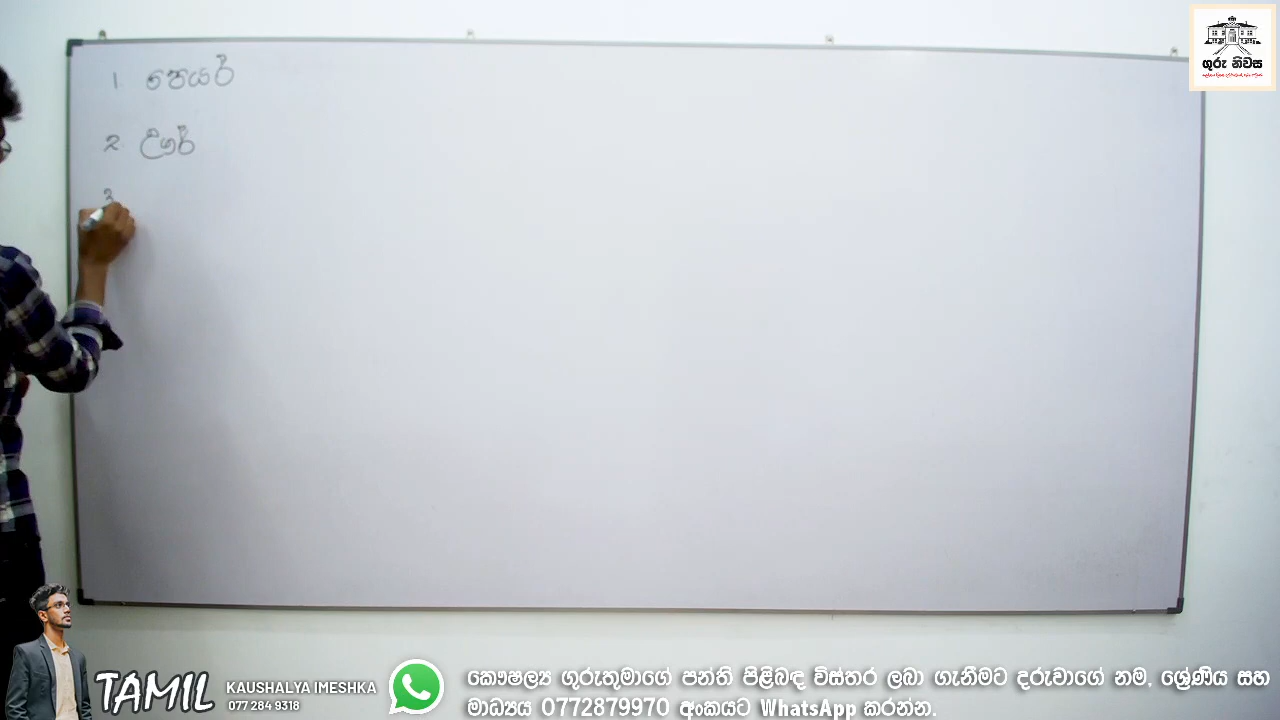 1. පෙයර්
2. උගර්
3
ගුරු නිවස
TAMIL
KAUSHALYA IMESHKA
077 284 9318
කෞෂල්‍ය ගුරුතුමාගේ පන්ති පිළිබඳ විස්තර ලබා ගැනීමට දරුවාගේ නම, ශ්‍රේණිය සහ
මාධ්‍යය 0772879970 අංකයට WhatsApp කරන්න.